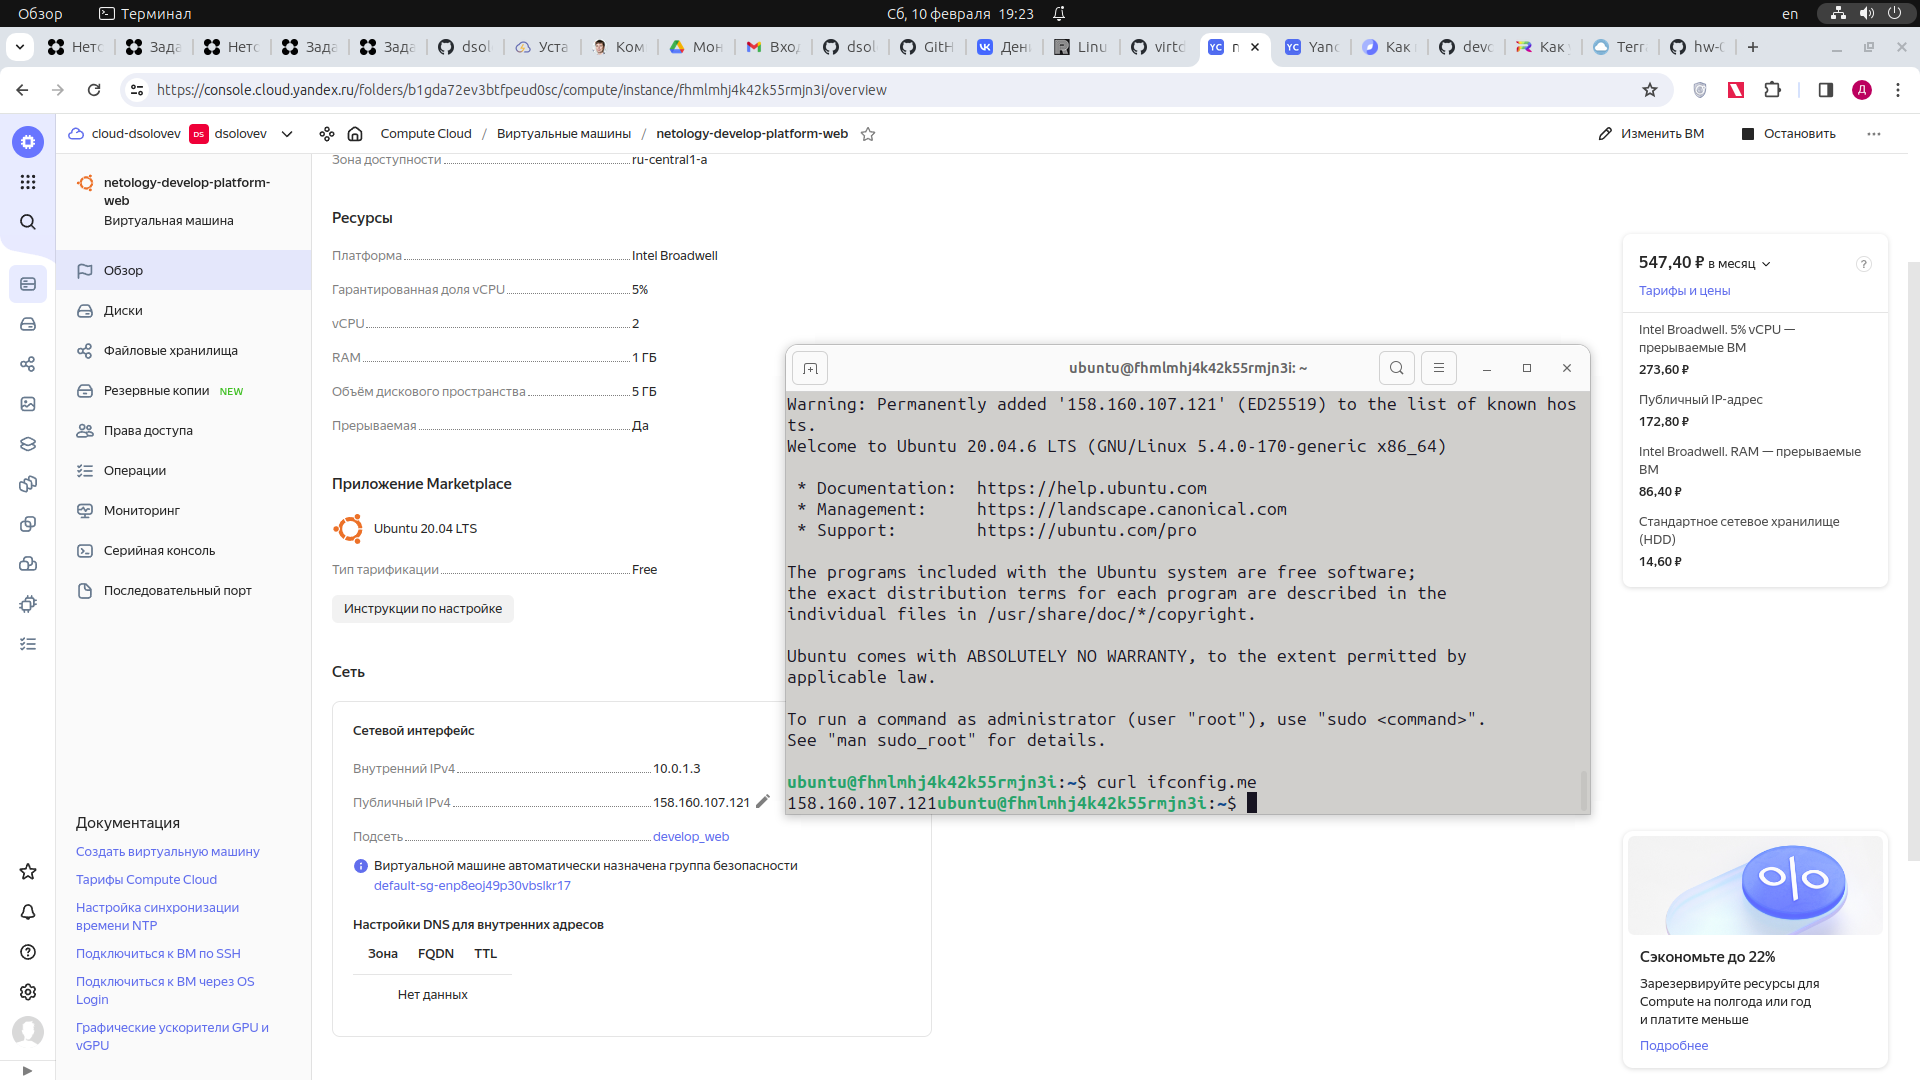 Обзор
Терминал
Сб, 10 февраля 19:23
en
Нетс
Зада
Нетс
Зада
Зада
dsol
Уста
Ком
Мон
Вход
dsol
GitH
Ден
Linu
virtd
n
Yanc
Как
devc
Как
Terr
hw-0
https://console.cloud.yandex.ru/folders/b1gda72ev3btfpeud0sc/compute/instance/fhmlmhj4k42k55rmjn3i/overview
Д
cloud-dsolovev
DS
dsolovev
Compute Cloud / Виртуальные машины / netology-develop-platform-web
Изменить ВМ
Остановить
netology-develop-platform-
web
Виртуальная машина
Обзор
Диски
Файловые хранилища
Резервные копии NEW
Права доступа
Операции
Мониторинг
Серийная консоль
Последовательный порт
Документация
Создать виртуальную машину
Тарифы Compute Cloud
Настройка синхронизации
времени NTP
Подключиться к ВМ по SSH
Подключиться к ВМ через OS
Login
Графические ускорители GPU и
vGPU
Зона доступности ru-central1-a
Ресурсы
Платформа Intel Broadwell
Гарантированная доля vCPU 5%
vCPU 2
RAM 1 ГБ
Объём дискового пространства 5 ГБ
Прерываемая Да
Приложение Marketplace
Ubuntu 20.04 LTS
Тип тарификации Free
Инструкции по настройке
Сеть
Сетевой интерфейс
Внутренний IPv4 10.0.1.3
Публичный IPv4 158.160.107.121
Подсеть develop_web
Виртуальной машине автоматически назначена группа безопасности
default-sg-enp8eoj49p30vbslkr17
Настройки DNS для внутренних адресов
Зона FQDN TTL
Нет данных
ubuntu@fhmlmhj4k42k55rmjn3i: ~
Warning: Permanently added '158.160.107.121' (ED25519) to the list of known hos
ts.
Welcome to Ubuntu 20.04.6 LTS (GNU/Linux 5.4.0-170-generic x86_64)
* Documentation: https://help.ubuntu.com
* Management: https://landscape.canonical.com
* Support: https://ubuntu.com/pro
The programs included with the Ubuntu system are free software;
the exact distribution terms for each program are described in the
individual files in /usr/share/doc/*/copyright.
Ubuntu comes with ABSOLUTELY NO WARRANTY, to the extent permitted by
applicable law.
To run a command as administrator (user "root"), use "sudo <command>".
See "man sudo_root" for details.
ubuntu@fhmlmhj4k42k55rmjn3i:~$ curl ifconfig.me
158.160.107.121ubuntu@fhmlmhj4k42k55rmjn3i:~$
547,40 ₽ в месяц
?
Тарифы и цены
Intel Broadwell. 5% vCPU —
прерываемые ВМ
273,60 ₽
Публичный IP-адрес
172,80 ₽
Intel Broadwell. RAM — прерываемые
ВМ
86,40 ₽
Стандартное сетевое хранилище
(HDD)
14,60 ₽
Сэкономьте до 22%
Зарезервируйте ресурсы для
Compute на полгода или год
и платите меньше
Подробнее